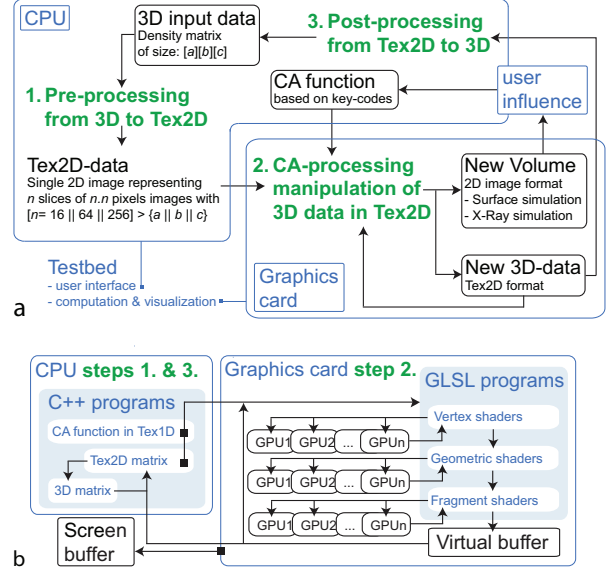 CPU
3D input data
Density matrix
of size: [a][b][c]
3. Post-processing
from Tex2D to 3D
1. Pre-processing
from 3D to Tex2D
CA function
based on key-codes
user
influence
Tex2D-data
Single 2D image representing
n slices of n.n pixels images with
[n= 16 || 64 || 256] > {a || b || c}
2. CA-processing
manipulation of
3D data in Tex2D
New Volume
2D image format
- Surface simulation
- X-Ray simulation
New 3D-data
Tex2D format
Testbed
- user interface
- computation & visualization
Graphics
card
a
CPU steps 1. & 3.
C++ programs
CA function in Tex1D
Tex2D matrix
3D matrix
Graphics card step 2.
GLSL programs
Vertex shaders
GPU1 GPU2 ... GPUn
Geometric shaders
GPU1 GPU2 ... GPUn
Fragment shaders
GPU1 GPU2 ... GPUn
Screen
buffer
Virtual buffer
b